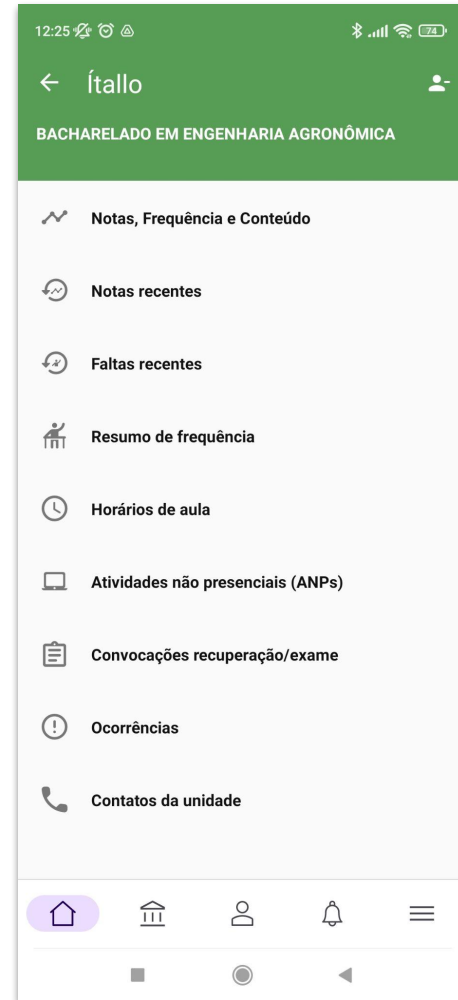 12:25 74
Ítallo
BACHARELADO EM ENGENHARIA AGRONÔMICA
Notas, Frequência e Conteúdo
Notas recentes
Faltas recentes
Resumo de frequência
Horários de aula
Atividades não presenciais (ANPs)
Convocações recuperação/exame
Ocorrências
Contatos da unidade